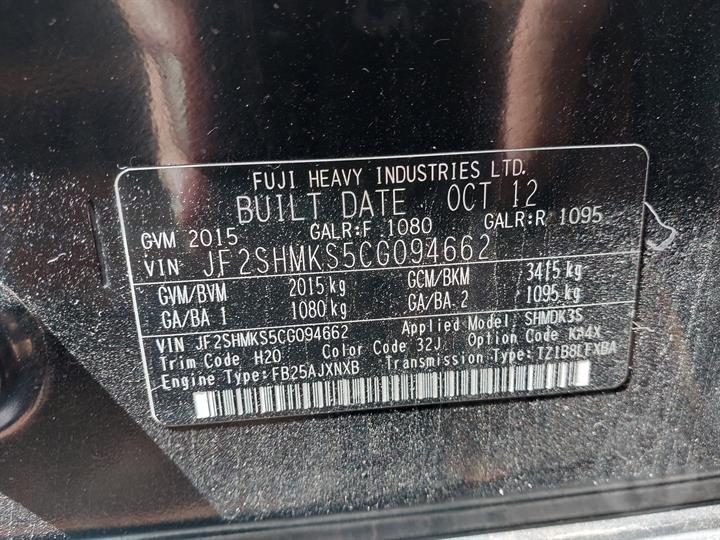 FUJI HEAVY INDUSTRIES LTD.
BUILT DATE OCT 12
GVM 2015 GALR:F 1080 GALR:R 1095
VIN JF2SHMKS5CG094662
GVM/BVM 2015 kg GCM/BKM 3415 kg
GA/BA 1 1080 kg GA/BA 2 1095 kg
VIN JF2SHMKS5CG094662 Applied Model SHMDK3S
Trim Code H20 Color Code 32J Option Code K14X
Engine Type:FB25AJXNXB Transmission Type:TZ1B8LFXBA